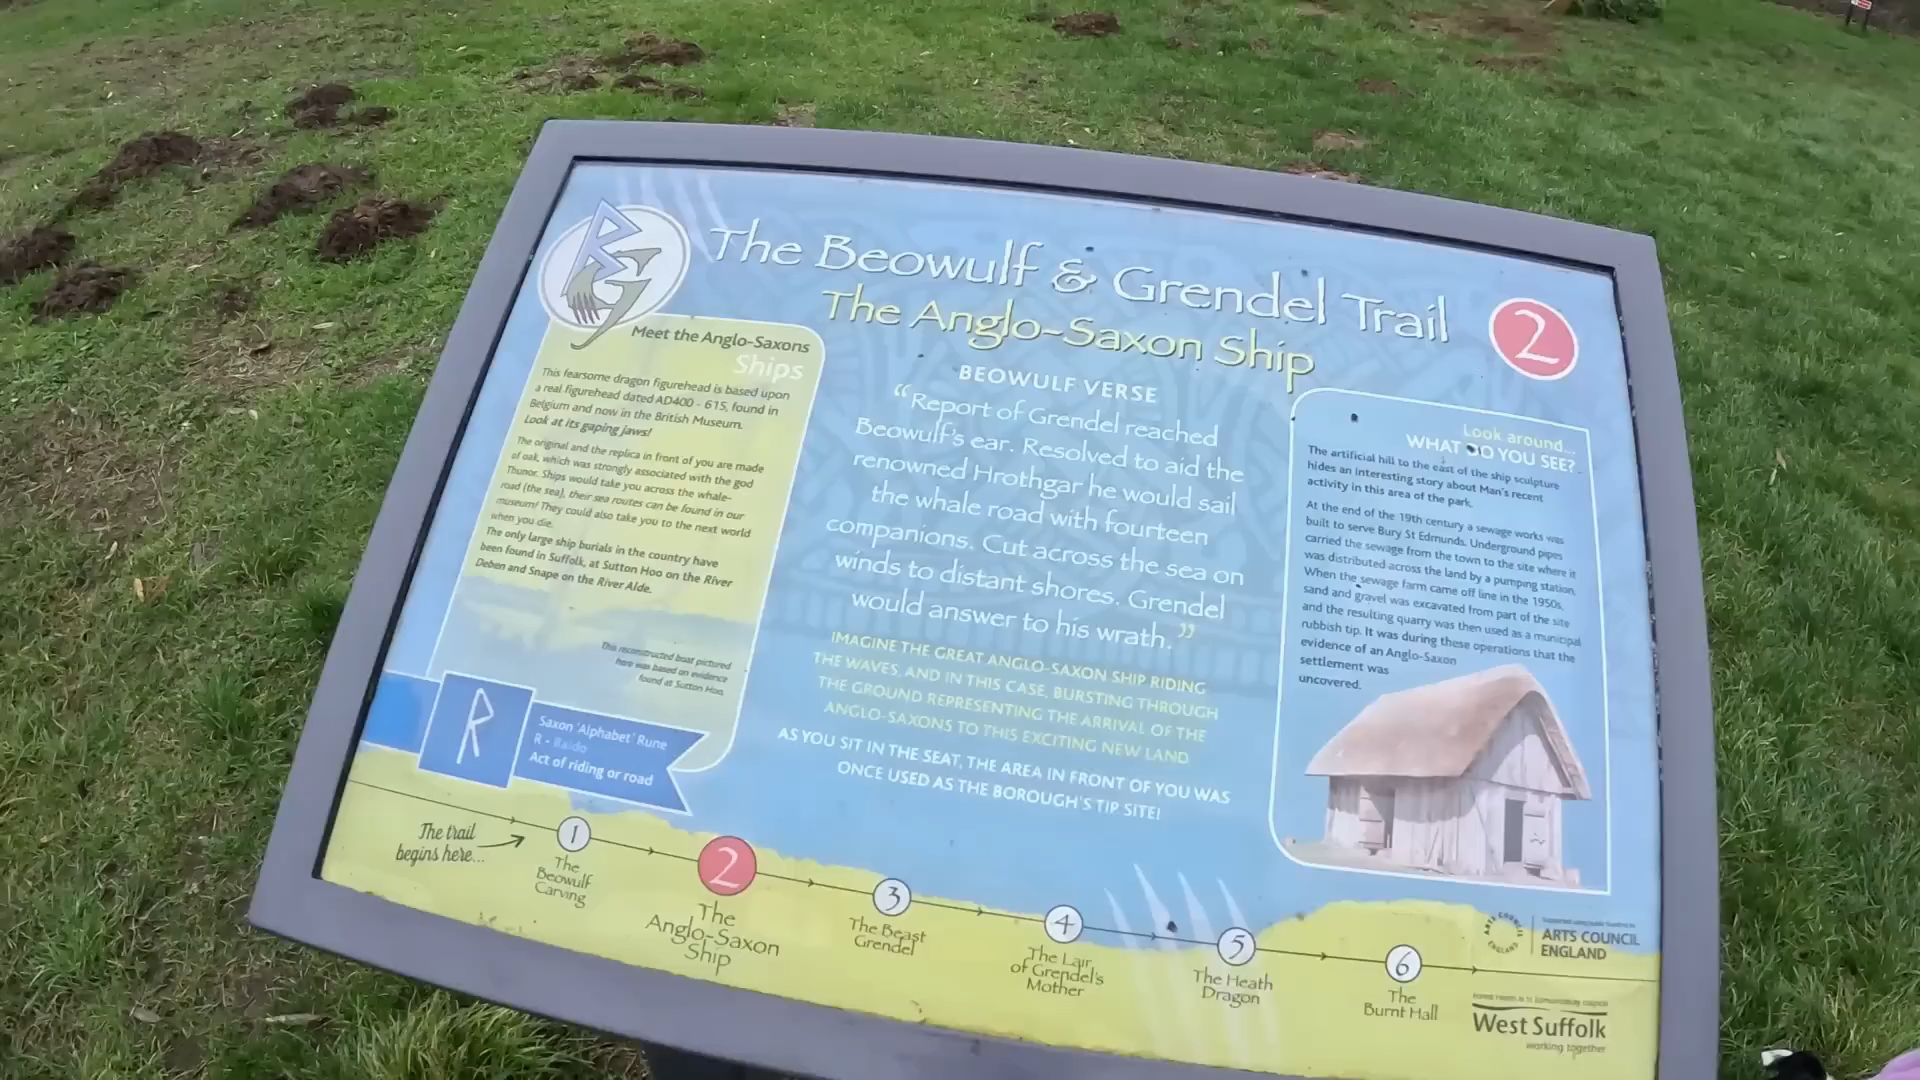 The Beowulf & Grendel Trail
The Anglo-Saxon Ship
2
Meet the Anglo-Saxons
Ships
This fearsome dragon figurehead is based upon
a real figurehead dated AD400 - 615, found in
Belgium and now in the British Museum.
Look at its gaping jaws!
The original and the replica in front of you are made
of oak, which was strongly associated with the god
Thunor. Ships would take you across the whale-
road (the sea), their sea routes can be found in our
museum! They could also take you to the next world
when you die.
The only large ship burials in the country have
been found in Suffolk, at Sutton Hoo on the River
Deben and Snape on the River Alde.
This reconstructed boat pictured
here was based on evidence
found at Sutton Hoo.
Saxon 'Alphabet' Rune
R - Raido
Act of riding or road
BEOWULF VERSE
“Report of Grendel reached
Beowulf's ear. Resolved to aid the
renowned Hrothgar he would sail
the whale road with fourteen
companions. Cut across the sea on
winds to distant shores. Grendel
would answer to his wrath.”
IMAGINE THE GREAT ANGLO-SAXON SHIP RIDING
THE WAVES, AND IN THIS CASE, BURSTING THROUGH
THE GROUND REPRESENTING THE ARRIVAL OF THE
ANGLO-SAXONS TO THIS EXCITING NEW LAND
AS YOU SIT IN THE SEAT, THE AREA IN FRONT OF YOU WAS
ONCE USED AS THE BOROUGH'S TIP SITE!
Look around...
WHAT DO YOU SEE?
The artificial hill to the east of the ship sculpture
hides an interesting story about Man's recent
activity in this area of the park.
At the end of the 19th century a sewage works was
built to serve Bury St Edmunds. Underground pipes
carried the sewage from the town to the site where it
was distributed across the land by a pumping station.
When the sewage farm came off line in the 1950s,
sand and gravel was excavated from part of the site
and the resulting quarry was then used as a municipal
rubbish tip. It was during these operations that the
evidence of an Anglo-Saxon
settlement was
uncovered.
The trail
begins here...
1
The
Beowulf
Carving
2
The
Anglo-Saxon
Ship
3
The Beast
Grendel
4
The Lair
of Grendel's
Mother
5
The Heath
Dragon
6
The
Burnt Hall
ARTS COUNCIL
ENGLAND
West Suffolk
working together